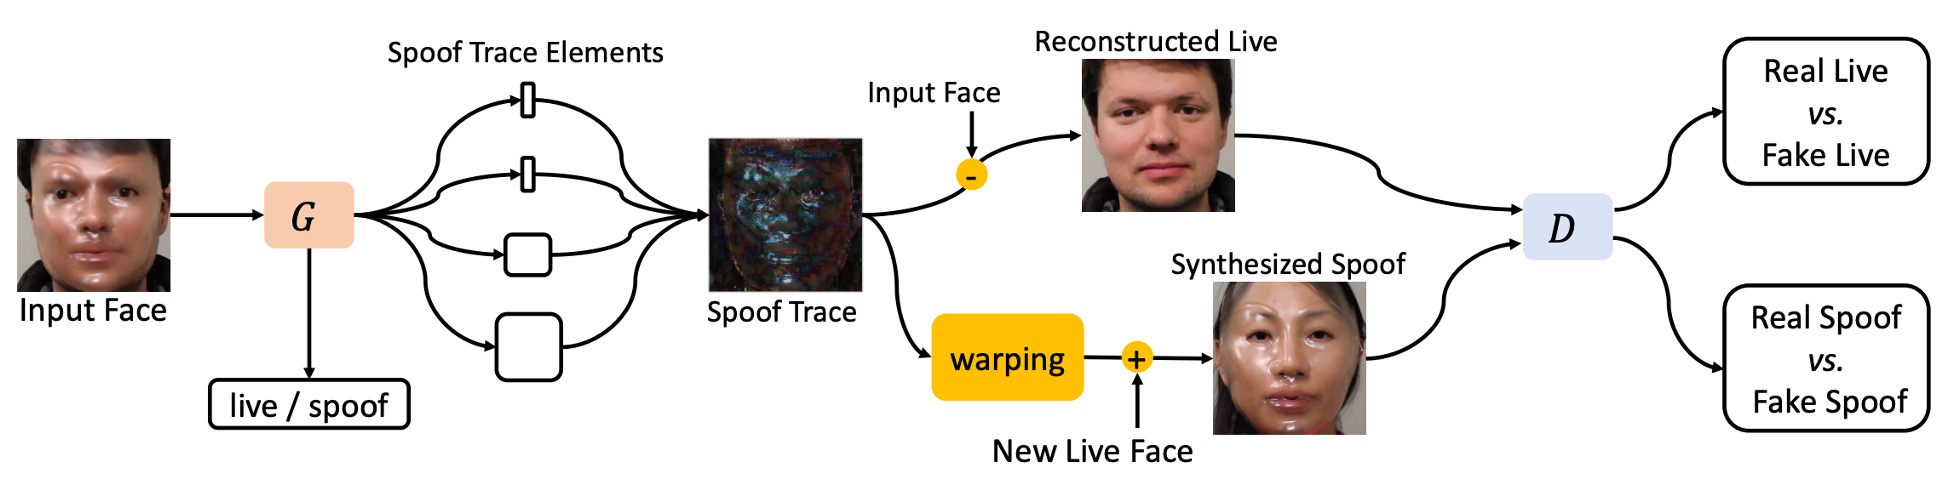 Spoof Trace Elements
Input Face
G
live / spoof
Spoof Trace
Input Face
-
Reconstructed Live
warping
+
New Live Face
Synthesized Spoof
D
Real Live
vs.
Fake Live
Real Spoof
vs.
Fake Spoof